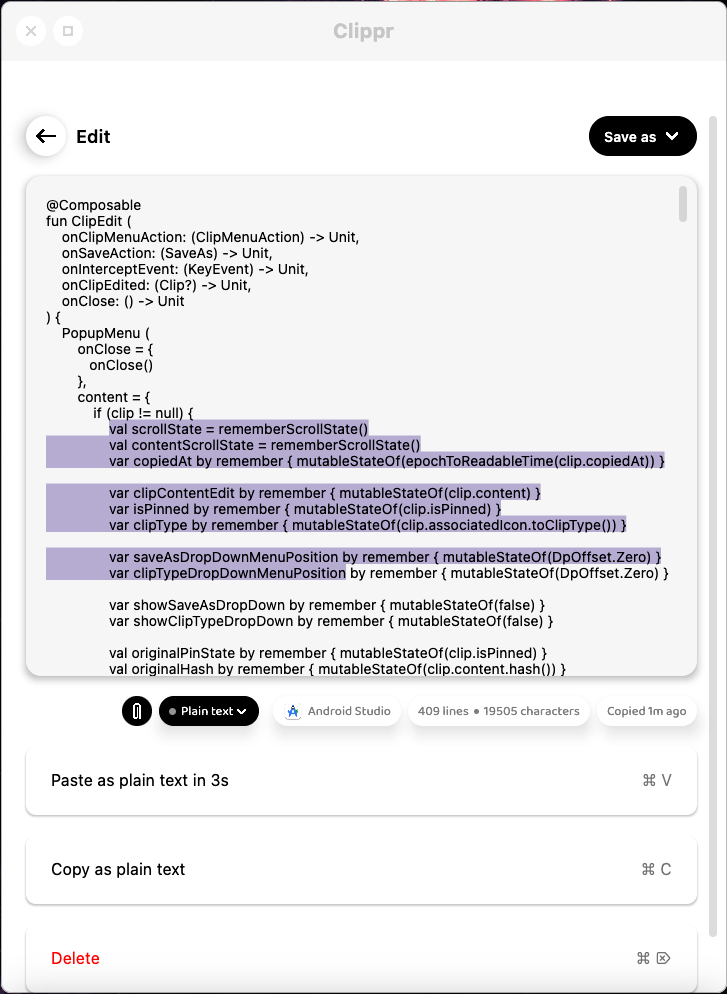 Clippr
Edit
Save as
@Composable
fun ClipEdit (
    onClipMenuAction: (ClipMenuAction) -> Unit,
    onSaveAction: (SaveAs) -> Unit,
    onInterceptEvent: (KeyEvent) -> Unit,
    onClipEdited: (Clip?) -> Unit,
    onClose: () -> Unit
) {
    PopupMenu (
        onClose = {
            onClose()
        },
        content = {
            if (clip != null) {
                val scrollState = rememberScrollState()
                val contentScrollState = rememberScrollState()
                var copiedAt by remember { mutableStateOf(epochToReadableTime(clip.copiedAt)) }
                var clipContentEdit by remember { mutableStateOf(clip.content) }
                var isPinned by remember { mutableStateOf(clip.isPinned) }
                var clipType by remember { mutableStateOf(clip.associatedIcon.toClipType()) }
                var saveAsDropDownMenuPosition by remember { mutableStateOf(DpOffset.Zero) }
                var clipTypeDropDownMenuPosition by remember { mutableStateOf(DpOffset.Zero) }
                var showSaveAsDropDown by remember { mutableStateOf(false) }
                var showClipTypeDropDown by remember { mutableStateOf(false) }
                val originalPinState by remember { mutableStateOf(clip.isPinned) }
                val originalHash by remember { mutableStateOf(clip.content.hash()) }
Plain text
Android Studio
409 lines • 19505 characters
Copied 1m ago
Paste as plain text in 3s
⌘ V
Copy as plain text
⌘ C
Delete
⌘ ⌦